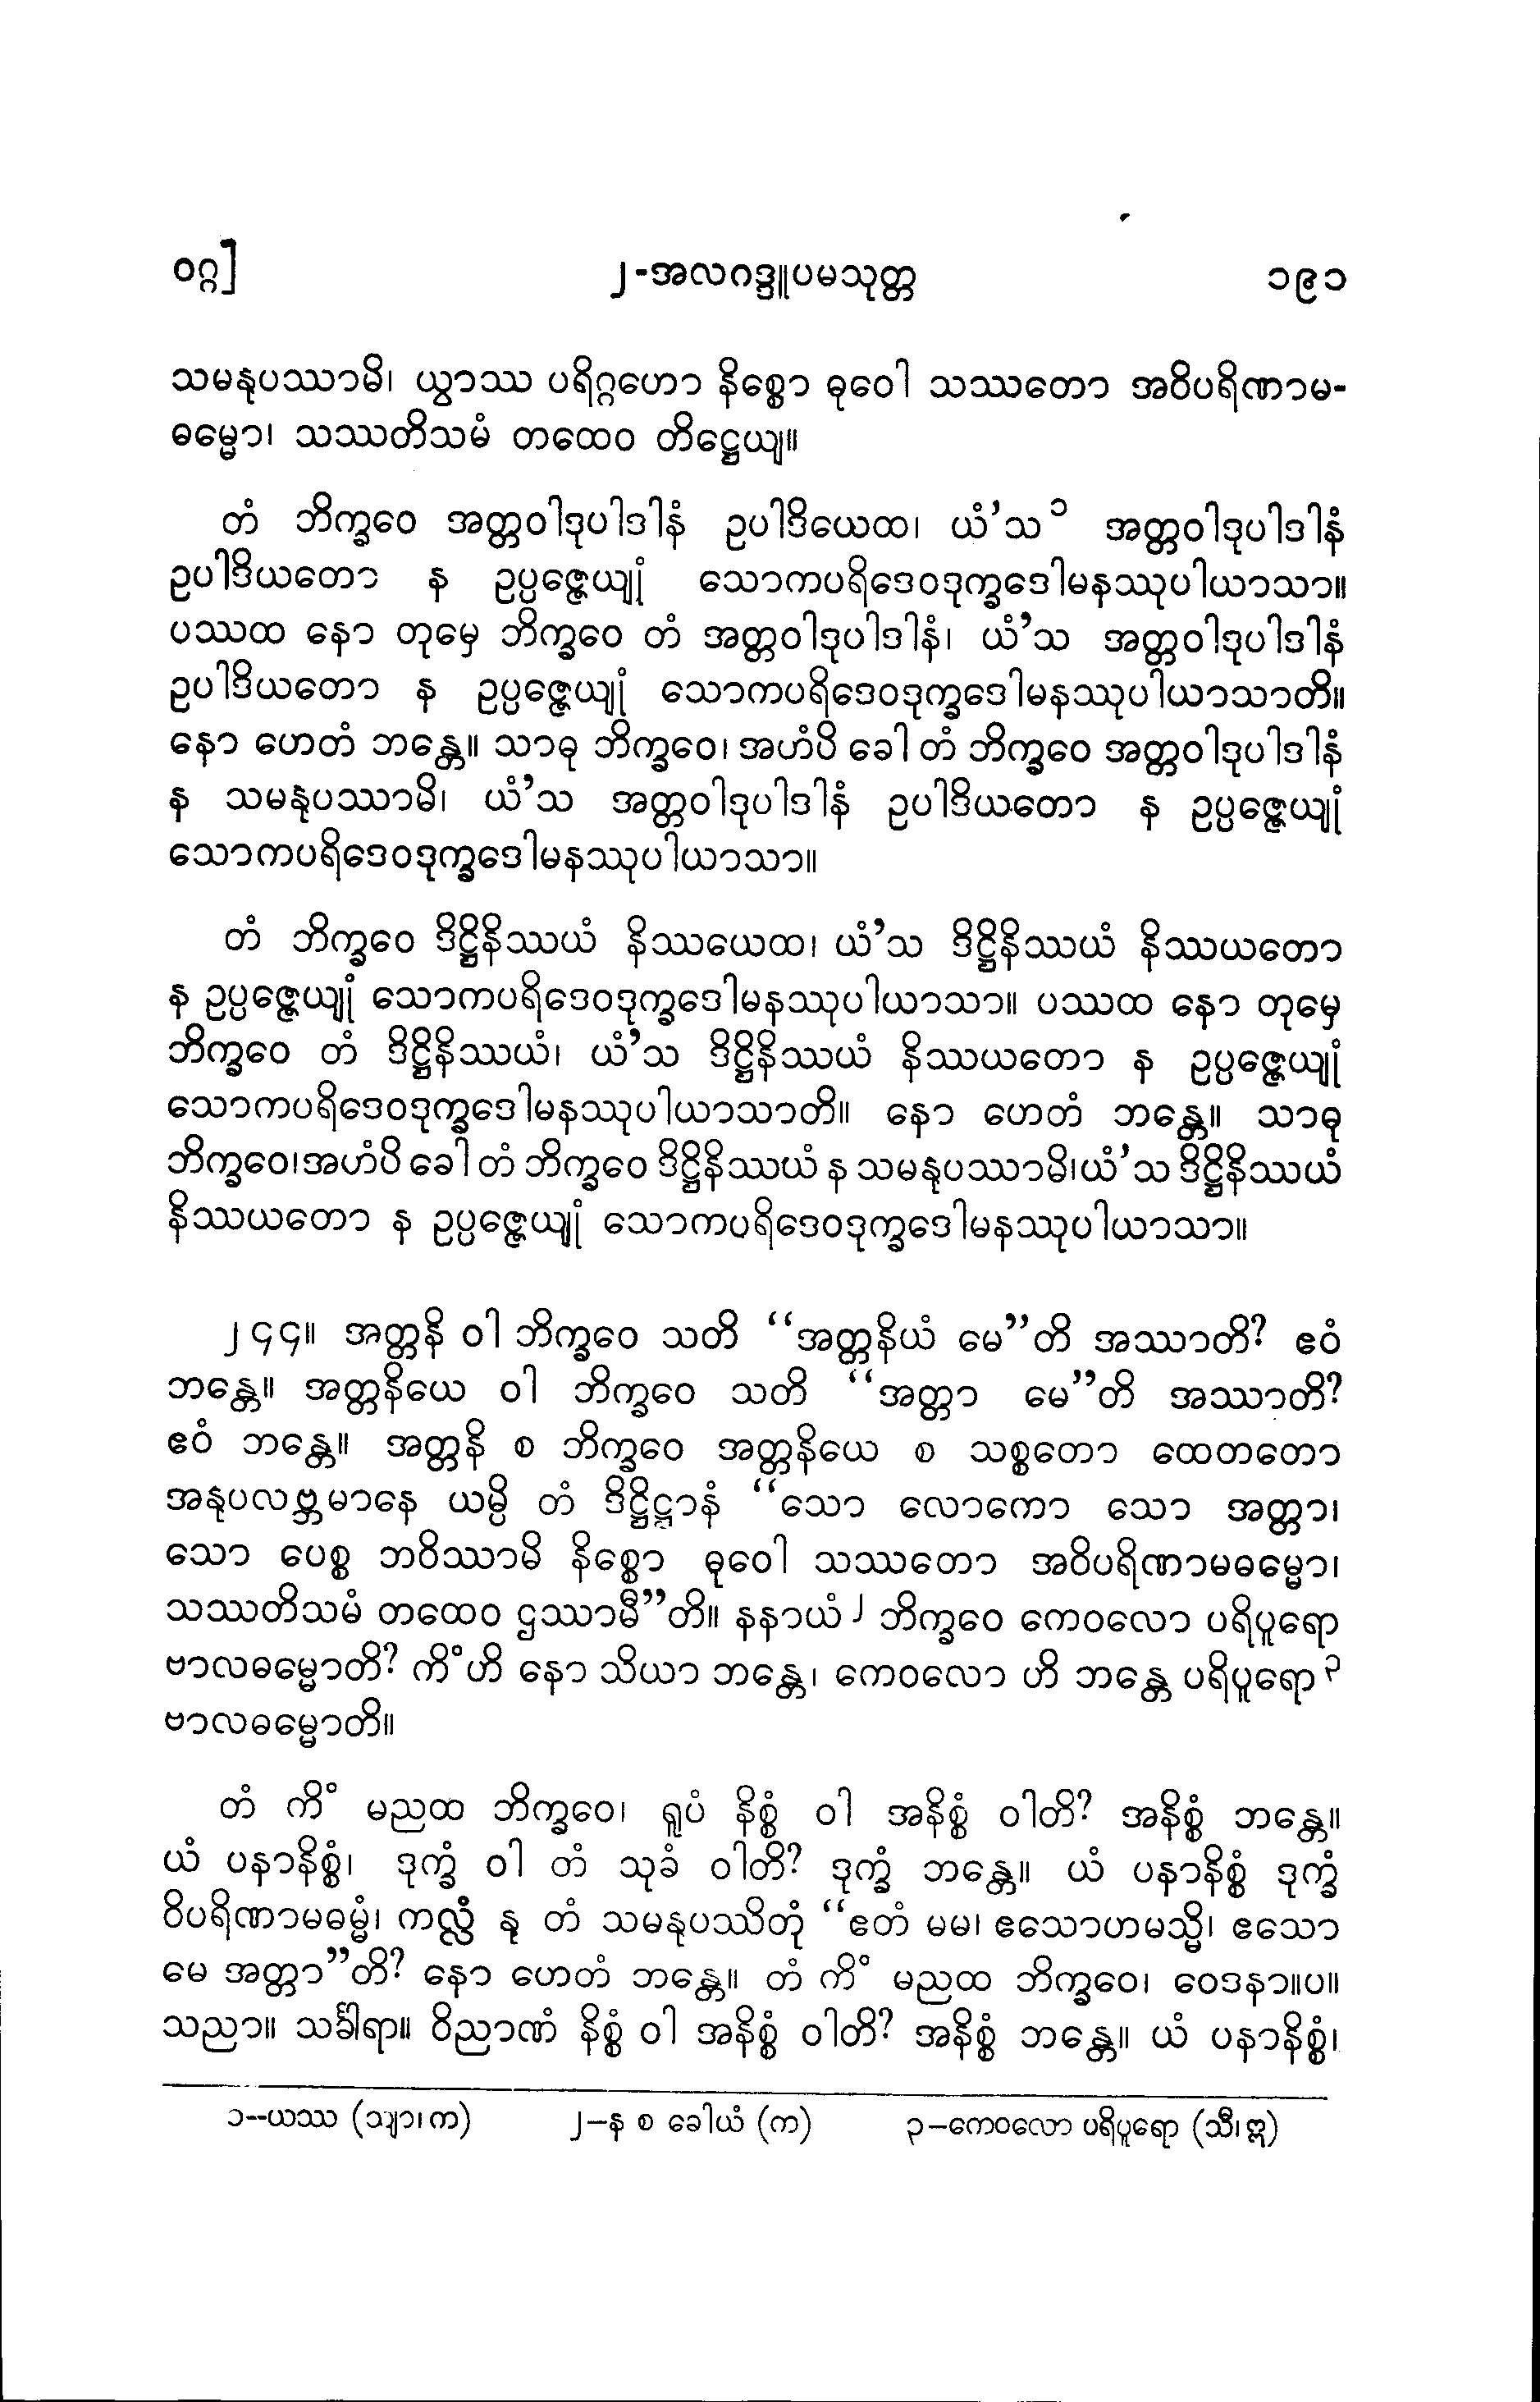 ဝဂ္ဂ] ၂-အလဂဒ္ဒူပမသုတ္တ ၁၉၁
သမနုပဿာမိ၊ ယွာဿ ပရိဂ္ဂဟော နိစ္စော ဓုဝေါ သဿတော အဝိပရိဏာမ-
ဓမ္မော၊ သဿတိသမံ တထေဝ တိဋ္ဌေယျ။
တံ ဘိက္ခဝေ အတ္တဝါဒုပါဒါနံ ဥပါဒိယေထ၊ ယံ’သ ၁ အတ္တဝါဒုပါဒါနံ
ဥပါဒိယတော န ဥပ္ပဇ္ဇေယျုံ သောကပရိဒေဝဒုက္ခဒေါမနဿုပါယာသာ။
ပဿထ နော တုမှေ ဘိက္ခဝေ တံ အတ္တဝါဒုပါဒါနံ၊ ယံ’သ အတ္တဝါဒုပါဒါနံ
ဥပါဒိယတော န ဥပ္ပဇ္ဇေယျုံ သောကပရိဒေဝဒုက္ခဒေါမနဿုပါယာသာတိ။
နော ဟေတံ ဘန္တေ။ သာဓု ဘိက္ခဝေ၊ အဟံပိ ခေါ တံ ဘိက္ခဝေ အတ္တဝါဒုပါဒါနံ
န သမနုပဿာမိ၊ ယံ’သ အတ္တဝါဒုပါဒါနံ ဥပါဒိယတော န ဥပ္ပဇ္ဇေယျုံ
သောကပရိဒေဝဒုက္ခဒေါမနဿုပါယာသာ။
တံ ဘိက္ခဝေ ဒိဋ္ဌိနိဿယံ နိဿယေထ၊ ယံ’သ ဒိဋ္ဌိနိဿယံ နိဿယတော
န ဥပ္ပဇ္ဇေယျုံ သောကပရိဒေဝဒုက္ခဒေါမနဿုပါယာသာ။ ပဿထ နော တုမှေ
ဘိက္ခဝေ တံ ဒိဋ္ဌိနိဿယံ၊ ယံ’သ ဒိဋ္ဌိနိဿယံ နိဿယတော န ဥပ္ပဇ္ဇေယျုံ
သောကပရိဒေဝဒုက္ခဒေါမနဿုပါယာသာတိ။ နော ဟေတံ ဘန္တေ။ သာဓု
ဘိက္ခဝေ၊အဟံပိ ခေါ တံ ဘိက္ခဝေ ဒိဋ္ဌိနိဿယံ န သမနုပဿာမိ၊ယံ’သ ဒိဋ္ဌိနိဿယံ
နိဿယတော န ဥပ္ပဇ္ဇေယျုံ သောကပရိဒေဝဒုက္ခဒေါမနဿုပါယာသာ။
၂၄၄။ အတ္တနိ ဝါ ဘိက္ခဝေ သတိ “အတ္တနိယံ မေ”တိ အဿာတိ? ဧဝံ
ဘန္တေ။ အတ္တနိယေ ဝါ ဘိက္ခဝေ သတိ “အတ္တာ မေ”တိ အဿာတိ?
ဧဝံ ဘန္တေ။ အတ္တနိ စ ဘိက္ခဝေ အတ္တနိယေ စ သစ္စတော ထေတတော
အနုပလဗ္ဘမာနေ ယမ္ပိ တံ ဒိဋ္ဌိဋ္ဌာနံ “သော လောကော သော အတ္တာ၊
သော ပေစ္စ ဘဝိဿာမိ နိစ္စော ဓုဝေါ သဿတော အဝိပရိဏာမဓမ္မော၊
သဿတိသမံ တထေဝ ဌဿာမီ”တိ။ နနာယံ၂ ဘိက္ခဝေ ကေဝလော ပရိပူရော
ဗာလဓမ္မောတိ? ကိံဟိ နော သိယာ ဘန္တေ၊ ကေဝလော ဟိ ဘန္တေ ပရိပူရော၃
ဗာလဓမ္မောတိ။
တံ ကိံ မညထ ဘိက္ခဝေ၊ ရူပံ နိစ္စံ ဝါ အနိစ္စံ ဝါတိ? အနိစ္စံ ဘန္တေ။
ယံ ပနာနိစ္စံ၊ ဒုက္ခံ ဝါ တံ သုခံ ဝါတိ? ဒုက္ခံ ဘန္တေ။ ယံ ပနာနိစ္စံ ဒုက္ခံ
ဝိပရိဏာမဓမ္မံ၊ ကလ္လံ နု တံ သမနုပဿိတုံ “ဧတံ မမ၊ ဧသောဟမသ္မိ၊ ဧသော
မေ အတ္တာ”တိ? နော ဟေတံ ဘန္တေ။ တံ ကိံ မညထ ဘိက္ခဝေ၊ ဝေဒနာ။ပ။
သညာ။ သင်္ခါရာ။ ဝိညာဏံ နိစ္စံ ဝါ အနိစ္စံ ဝါတိ? အနိစ္စံ ဘန္တေ။ ယံ ပနာနိစ္စံ၊
၁--ယဿ (သျာ၊က) ၂–န စ ခေါယံ (က) ၃–ကေဝလော ပရိပူရော (သီ၊ဣ)